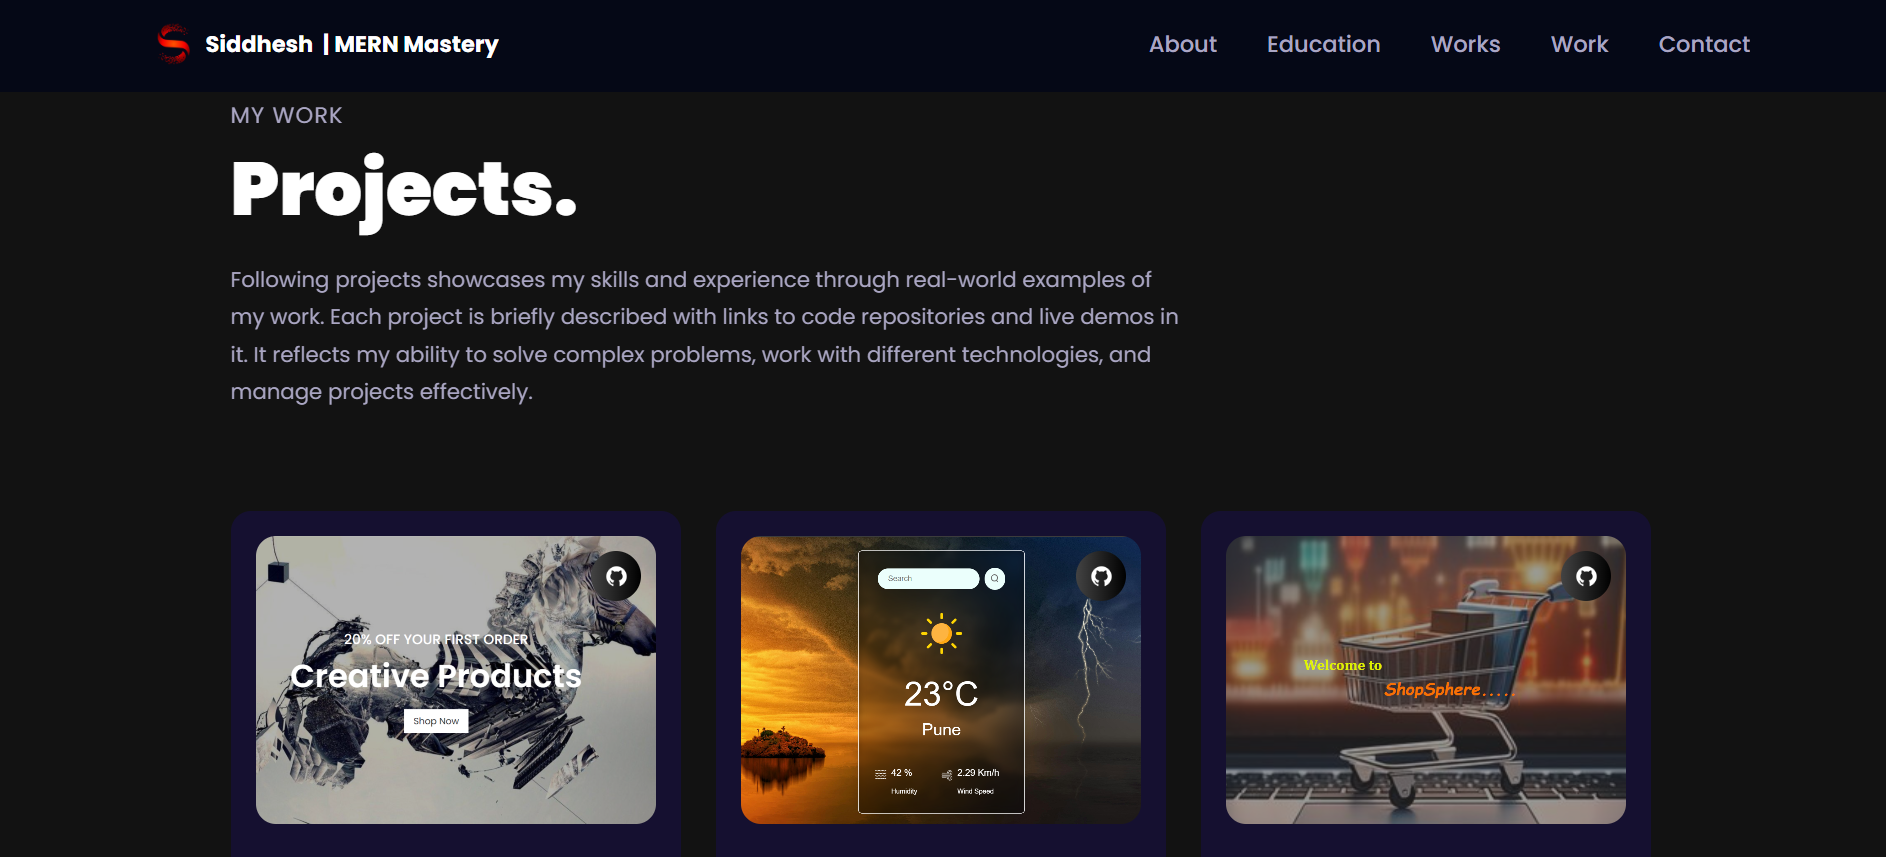 Siddhesh | MERN Mastery
About Education Works Work Contact
MY WORK
Projects.
Following projects showcases my skills and experience through real-world examples of
my work. Each project is briefly described with links to code repositories and live demos in
it. It reflects my ability to solve complex problems, work with different technologies, and
manage projects effectively.
20% OFF YOUR FIRST ORDER
Creative Products
Shop Now
Search
23°C
Pune
42 %
Humidity
2.29 Km/h
Wind Speed
Welcome to
ShopSphere.....